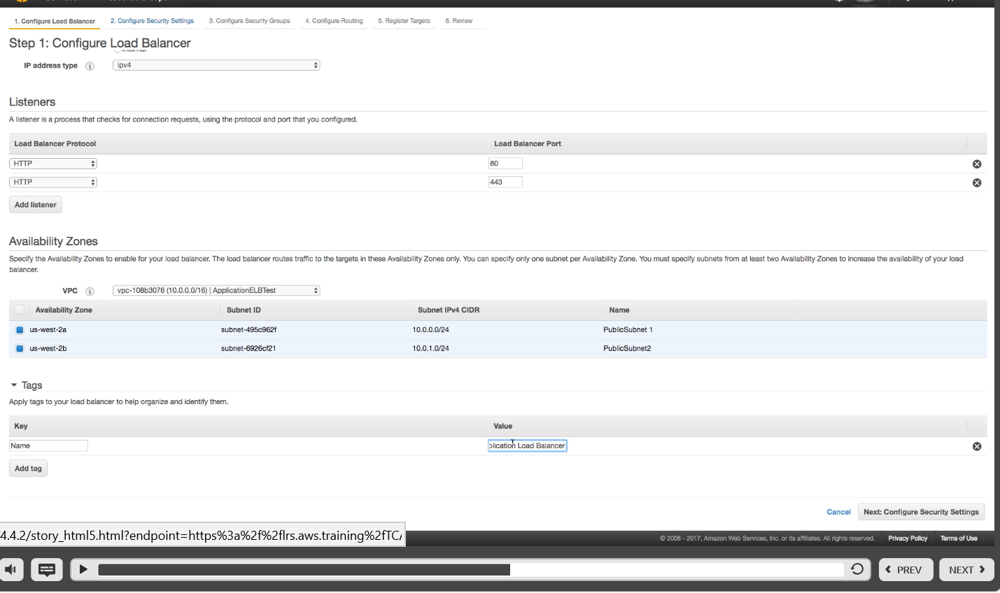 1. Configure Load Balancer 2. Configure Security Settings 3. Configure Security Groups 4. Configure Routing 5. Register Targets 6. Review
Step 1: Configure Load Balancer
IP address type ipv4
Listeners
A listener is a process that checks for connection requests, using the protocol and port that you configured.
Load Balancer Protocol Load Balancer Port
HTTP 80
HTTP 443
Add listener
Availability Zones
Specify the Availability Zones to enable for your load balancer. The load balancer routes traffic to the targets in these Availability Zones only. You can specify only one subnet per Availability Zone. You must specify subnets from at least two Availability Zones to increase the availability of your load
balancer.
VPC vpc-108b3076 (10.0.0.0/16) | ApplicationELBTest
Availability Zone Subnet ID Subnet IPv4 CIDR Name
us-west-2a subnet-495c962f 10.0.0.0/24 PublicSubnet 1
us-west-2b subnet-6926cf21 10.0.1.0/24 PublicSubnet2
Tags
Apply tags to your load balancer to help organize and identify them.
Key Value
Name plication Load Balancer
Add tag
Cancel Next: Configure Security Settings
4.4.2/story_html5.html?endpoint=https%3a%2f%2flrs.aws.training%2fTCA
© 2008 - 2017, Amazon Web Services, Inc. or its affiliates. All rights reserved. Privacy Policy Terms of Use
PREV NEXT